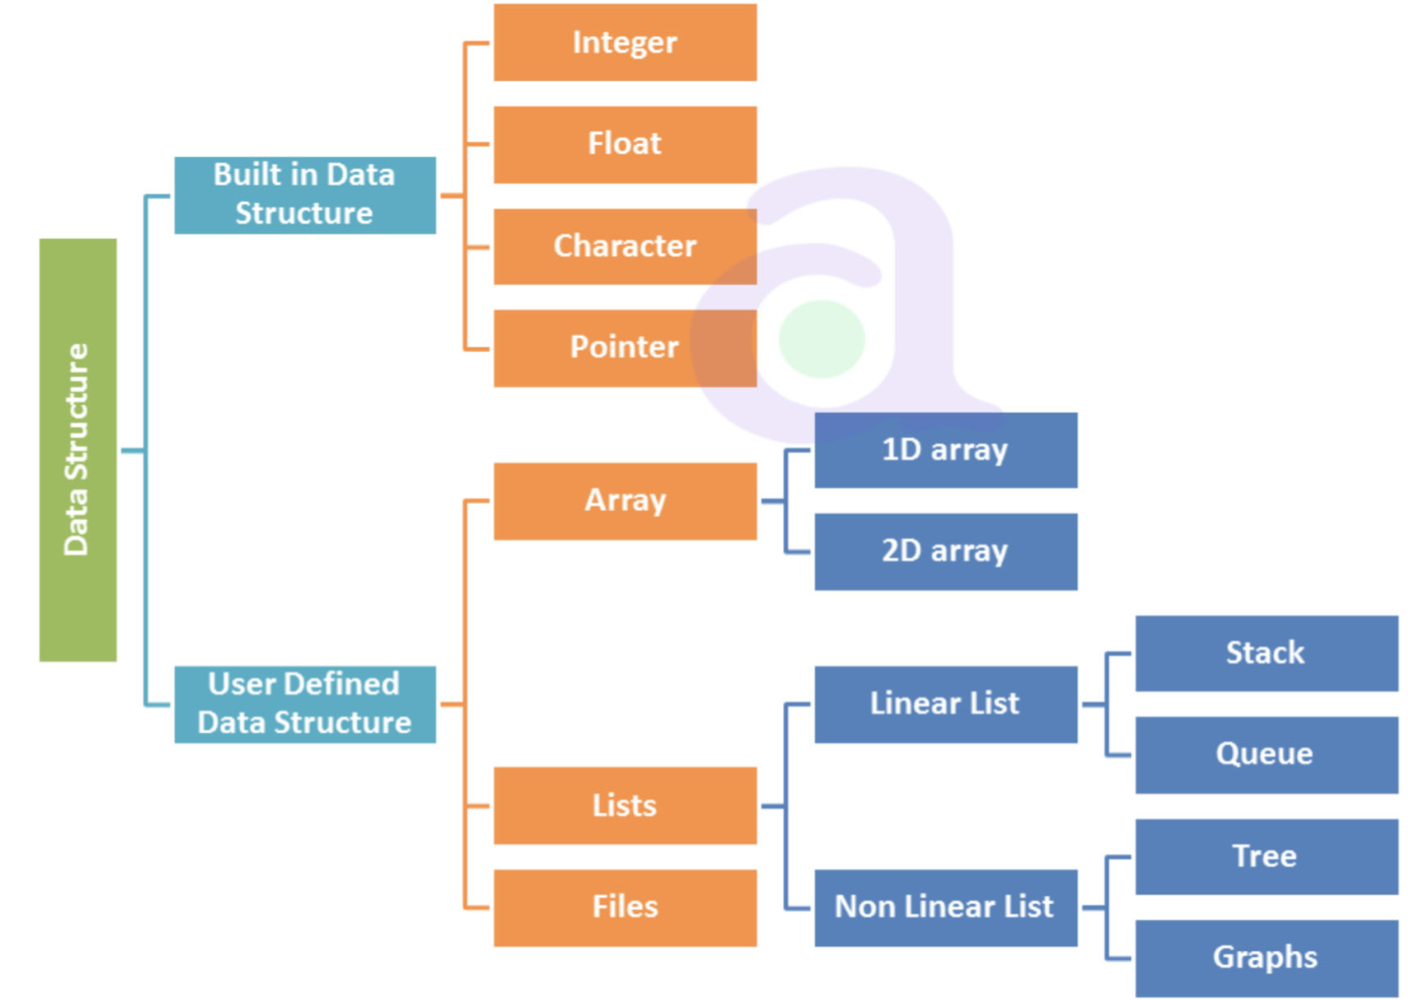 Data Structure
Built in Data
Structure
Integer
Float
Character
Pointer
User Defined
Data Structure
Array
1D array
2D array
Lists
Linear List
Stack
Queue
Non Linear List
Tree
Graphs
Files